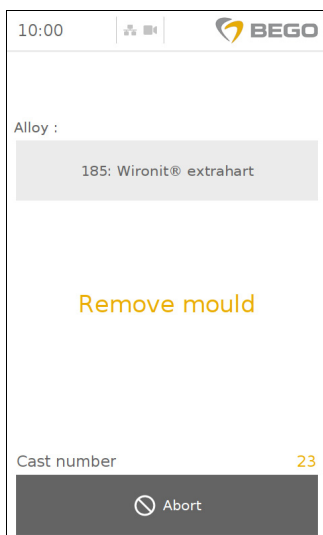 10:00
BEGO
Alloy :
185: Wironit® extrahart
Remove mould
Cast number 23
Abort